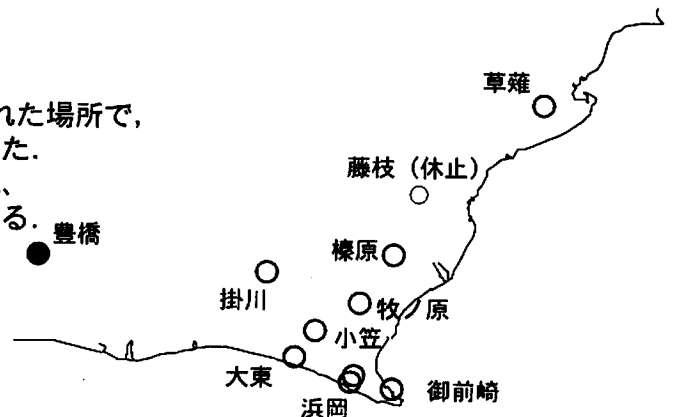 れた場所で，
た．
る．
草薙
藤枝（休止）
豊橋
榛原
掛川
牧ノ原
小笠
大東
御前崎
浜岡